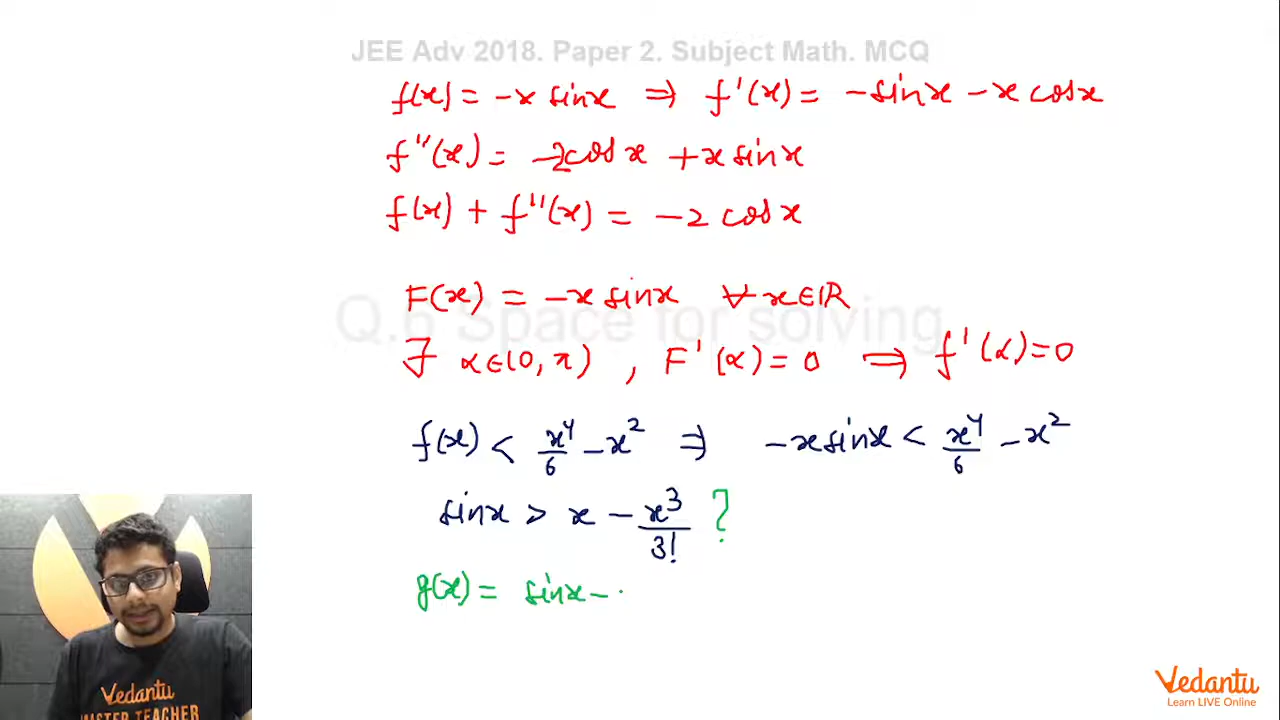 JEE Adv 2018. Paper 2. Subject Math. MCQ
f(x) = -x sinx ⇒ f'(x) = -sinx - x cosx
f''(x) = -2cosx + x sinx
f(x) + f''(x) = -2 cosx
F(x) = -x sinx ∀ x∈ℝ
Q.6 Space for solving
∃ α∈(0, π), F'(α) = 0 ⇒ f'(α) = 0
f(x) < x⁴/6 - x² ⇒ -x sinx < x⁴/6 - x²
sinx > x - x³/3! ?
g(x) = sinx -
Vedantu
MASTER TEACHER
Vedantu
Learn LIVE Online